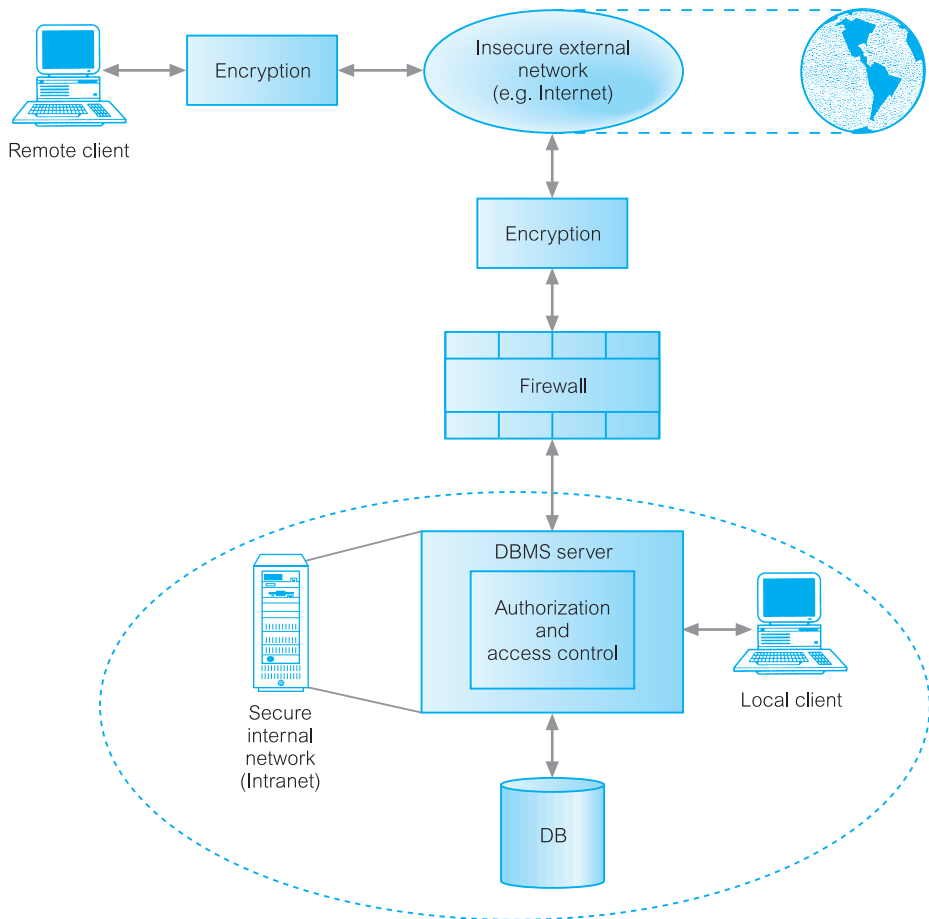 Encryption
Insecure external
network
(e.g. Internet)
Remote client
Encryption
Firewall
DBMS server
Authorization
and
access control
Local client
Secure
internal
network
(Intranet)
DB